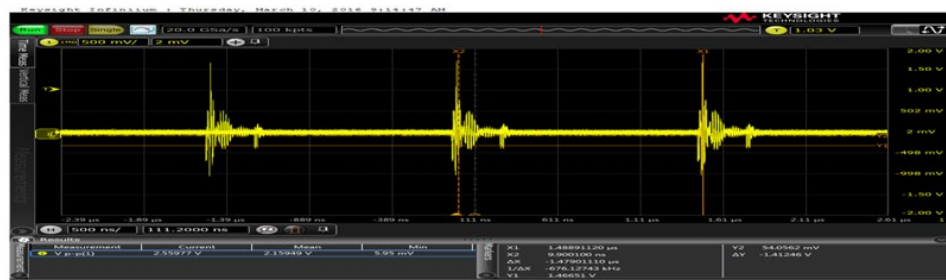 Keysight Infiniium : Thursday, March 10, 2016 9:14:47 AM
KEYSIGHT
TECHNOLOGIES
Run Stop Single 20.0 GSa/s 100 kpts T 1.03 V
500 mV/ 2 mV
Time Meas
Vertical Meas
Measurements
X2 X1
2.00 V
1.50 V
1.00 V
502 mV
2 mV
-498 mV
-998 mV
-1.50 V
-2.00 V
Y1
-2.39 µs -1.89 µs -1.39 µs -889 ns -389 ns 111 ns 611 ns 1.11 µs 1.61 µs 2.11 µs 2.61 µs
H 500 ns/ 111.2000 ns
Results
Measurement Current Mean Min
V p-p(1) 2.55977 V 2.15949 V 5.95 mV
X1 1.48891120 µs
X2 9.900100 ns
ΔX -1.47901110 µs
1/ΔX -676.12743 kHz
Y1 1.46651 V
Y2 54.0562 mV
ΔY -1.41246 V